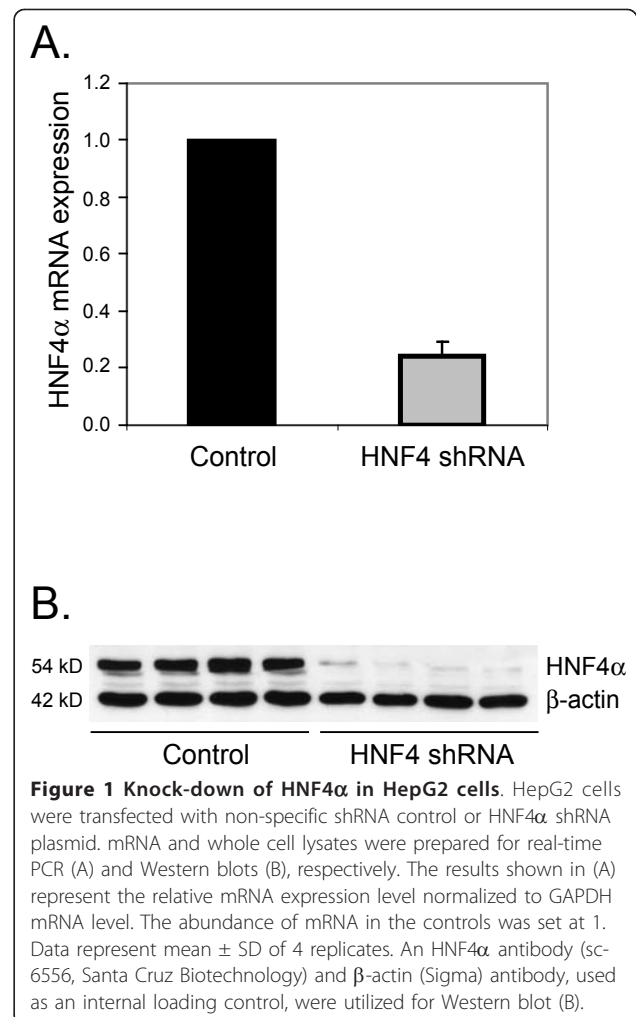 A.
HNF4α mRNA expression
1.2
1.0
0.8
0.6
0.4
0.2
0.0
Control HNF4 shRNA
B.
54 kD HNF4α
42 kD β-actin
Control HNF4 shRNA
Figure 1 Knock-down of HNF4α in HepG2 cells. HepG2 cells
were transfected with non-specific shRNA control or HNF4α shRNA
plasmid. mRNA and whole cell lysates were prepared for real-time
PCR (A) and Western blots (B), respectively. The results shown in (A)
represent the relative mRNA expression level normalized to GAPDH
mRNA level. The abundance of mRNA in the controls was set at 1.
Data represent mean ± SD of 4 replicates. An HNF4α antibody (sc-
6556, Santa Cruz Biotechnology) and β-actin (Sigma) antibody, used
as an internal loading control, were utilized for Western blot (B).